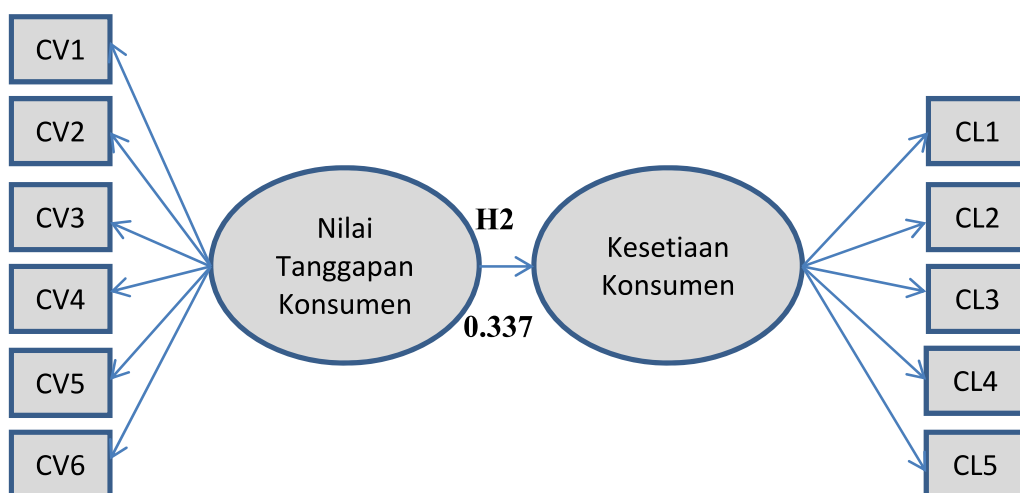 CV1
CV2
CV3
CV4
CV5
CV6
Nilai
Tanggapan
Konsumen
H2
0.337
Kesetiaan
Konsumen
CL1
CL2
CL3
CL4
CL5